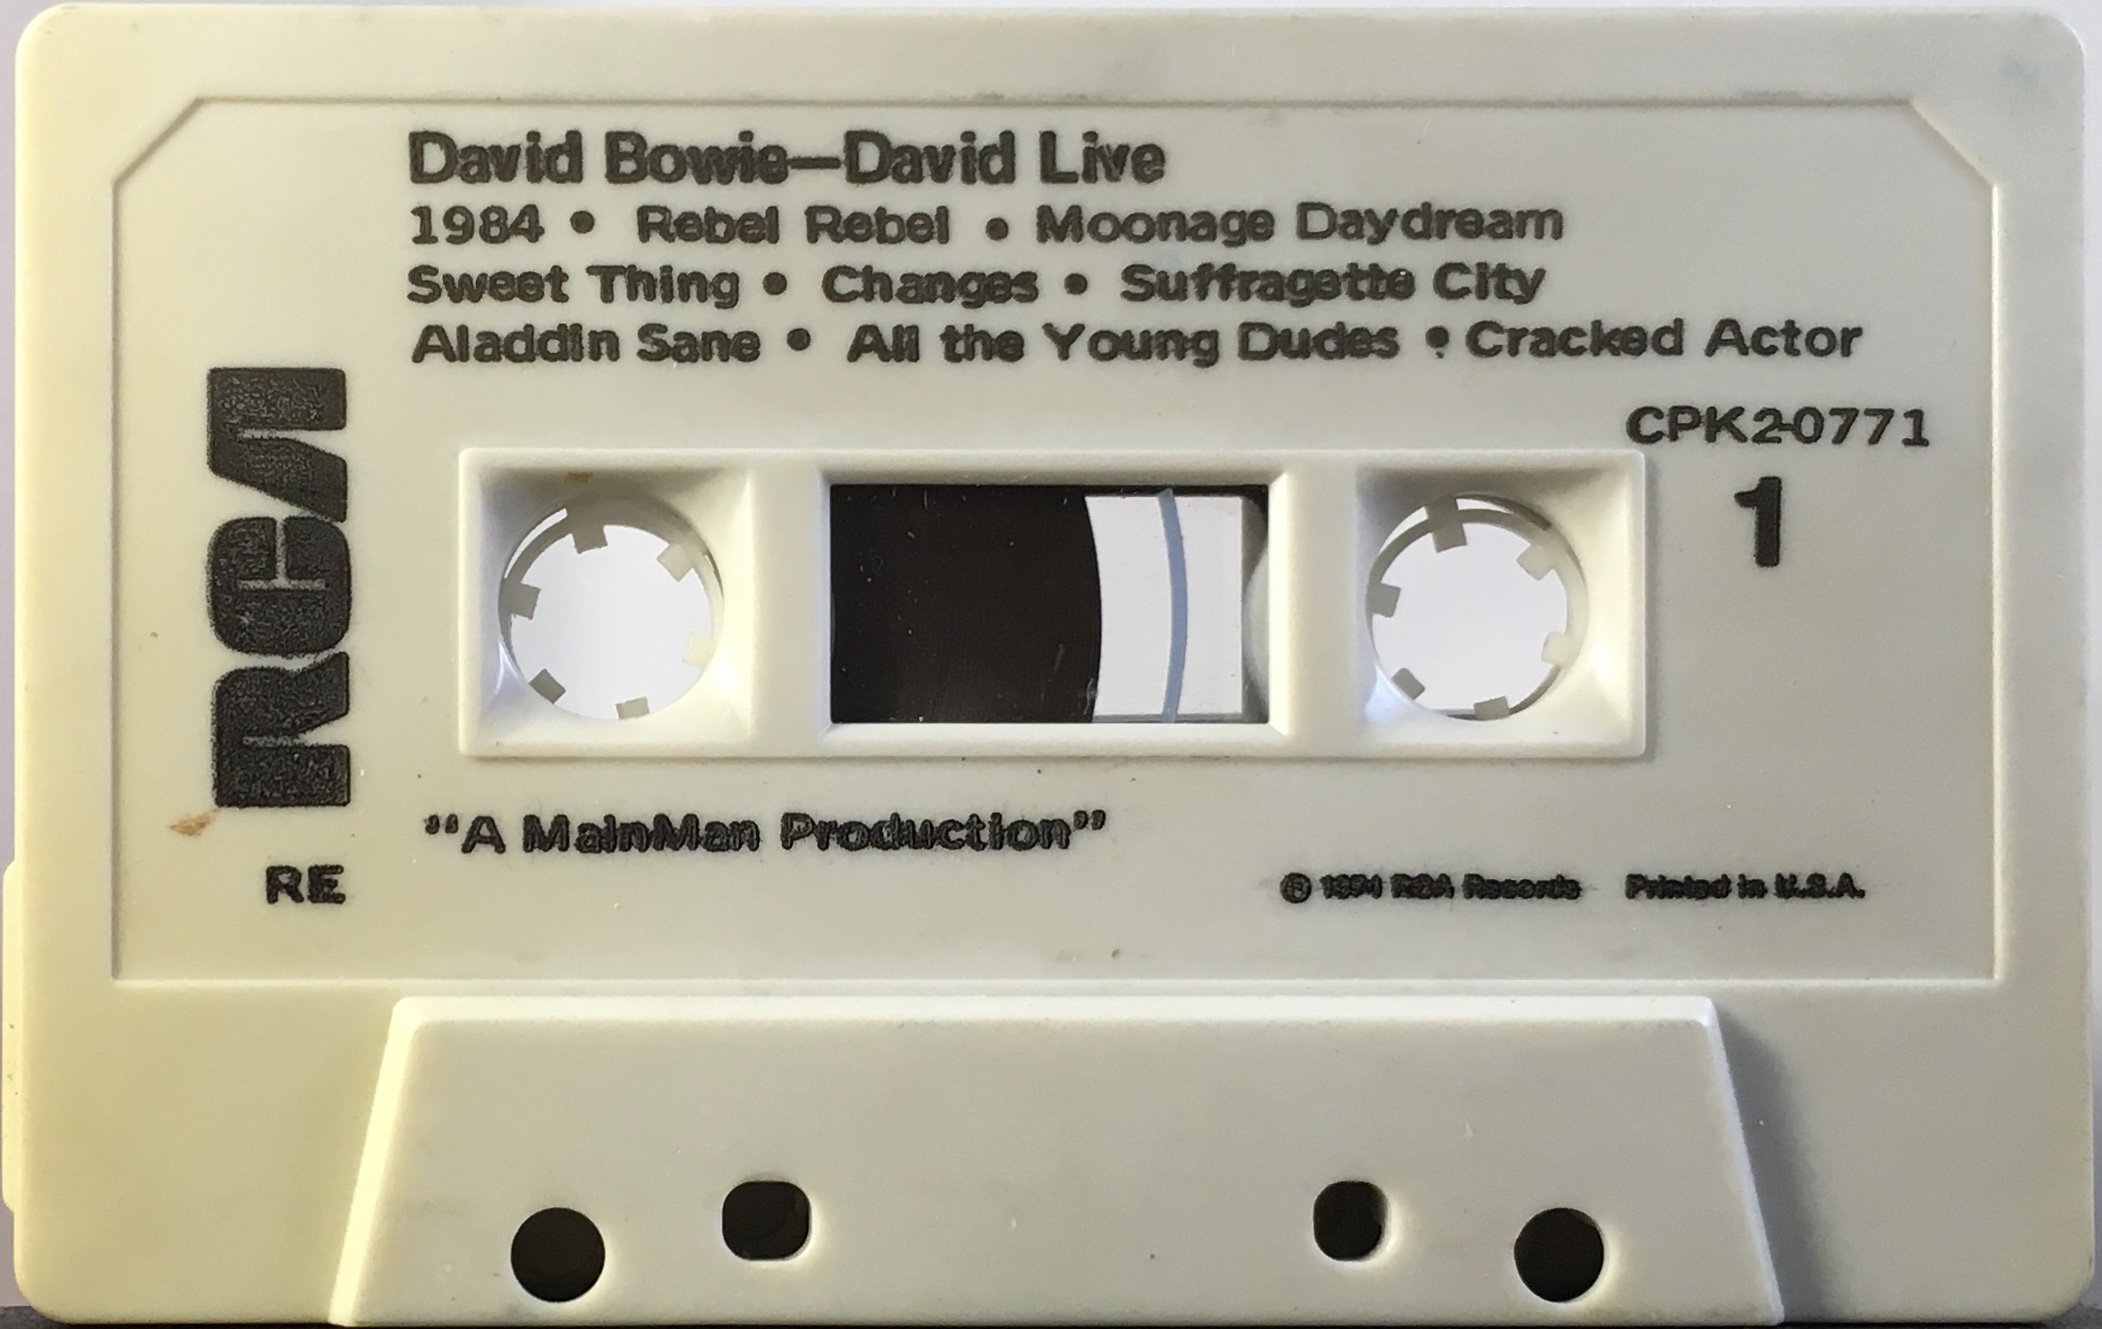 David Bowie—David Live
1984 • Rebel Rebel • Moonage Daydream
Sweet Thing • Changes • Suffragette City
Aladdin Sane • All the Young Dudes • Cracked Actor
CPK2-0771
1
RCA
"A MainMan Production"
RE
℗ 1974 RCA Records Printed in U.S.A.